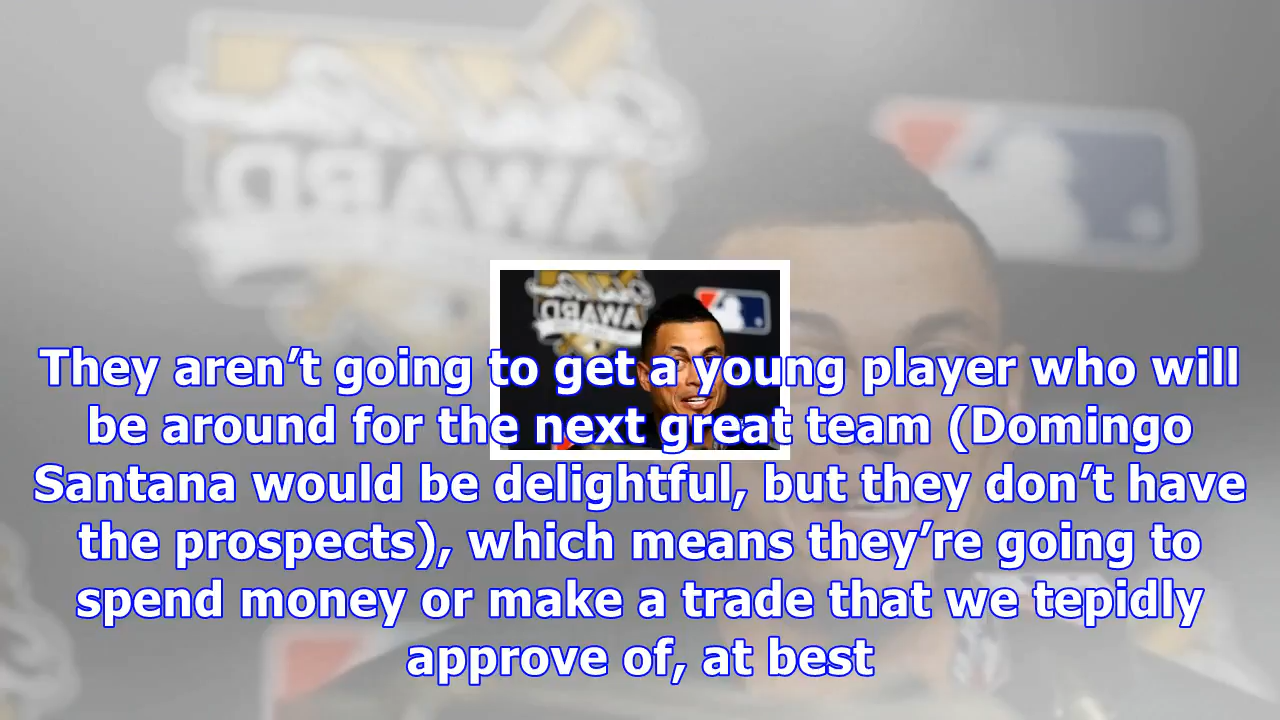 AWARD
AWARD
They aren’t going to get a young player who will
be around for the next great team (Domingo
Santana would be delightful, but they don’t have
the prospects), which means they’re going to
spend money or make a trade that we tepidly
approve of, at best